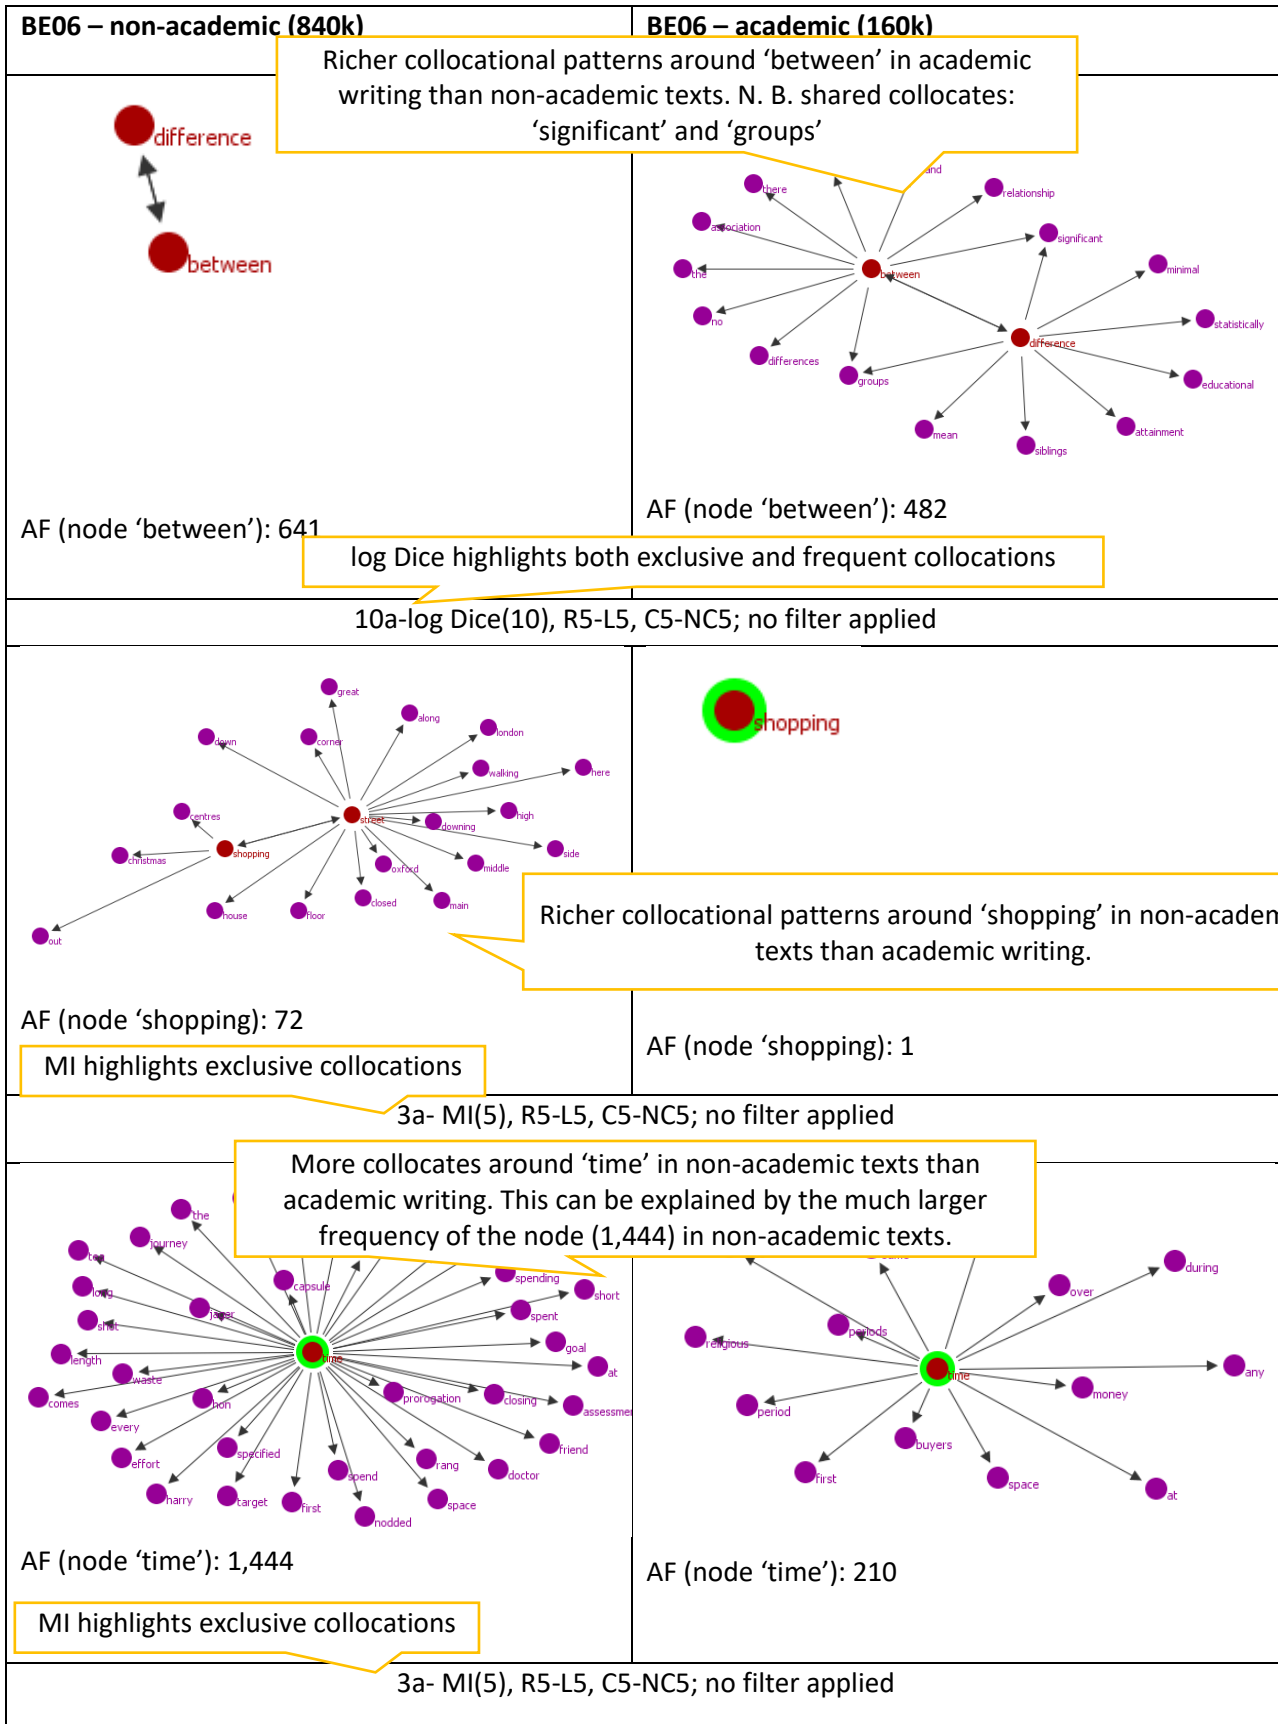 BE06 – non-academic (840k)
BE06 – academic (160k)
Richer collocational patterns around ‘between’ in academic
writing than non-academic texts. N. B. shared collocates:
‘significant’ and ‘groups’
difference
between
and
there
relationship
association
significant
the
between
minimal
no
statistically
difference
differences
groups
educational
mean
attainment
siblings
AF (node ‘between’): 641
AF (node ‘between’): 482
log Dice highlights both exclusive and frequent collocations
10a-log Dice(10), R5-L5, C5-NC5; no filter applied
great
along
down
corner
london
walking
here
centres
street
high
downing
shopping
christmas
side
oxford
middle
closed
main
house
floor
out
shopping
Richer collocational patterns around ‘shopping’ in non-academ
texts than academic writing.
AF (node ‘shopping): 72
AF (node ‘shopping): 1
MI highlights exclusive collocations
3a- MI(5), R5-L5, C5-NC5; no filter applied
More collocates around ‘time’ in non-academic texts than
academic writing. This can be explained by the much larger
frequency of the node (1,444) in non-academic texts.
the
journey
tea
capsule
spending
long
short
jager
spent
shot
goal
length
time
at
waste
prorogation
closing
comes
non
assessmen
every
specified
friend
effort
rang
spend
doctor
harry
target
first
space
nodded
during
over
religious
periods
time
any
money
period
buyers
first
space
at
AF (node ‘time’): 1,444
AF (node ‘time’): 210
MI highlights exclusive collocations
3a- MI(5), R5-L5, C5-NC5; no filter applied